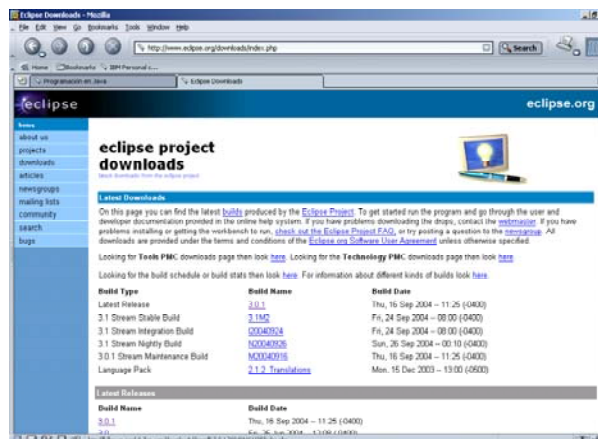 Eclipse Downloads - Mozilla
File Edit View Go Bookmarks Tools Window Help
http://www.eclipse.org/downloads/index.php Search
Home Bookmarks
Programación en Java Eclipse Downloads
eclipse eclipse.org
home
about us
projects
downloads
articles
newsgroups
mailing lists
community
search
bugs
eclipse project
downloads
latest downloads from the eclipse project
Latest Downloads
On this page you can find the latest builds produced by the Eclipse Project. To get started run the program and go through the user and
developer documentation provided in the online help system. If you have problems downloading the drops, contact the webmaster. If you have
problems installing or getting the workbench to run, check out the Eclipse Project FAQ, or try posting a question to the newsgroup. All
downloads are provided under the terms and conditions of the Eclipse.org Software User Agreement unless otherwise specified.
Looking for Tools PMC downloads page then look here. Looking for the Technology PMC downloads page then look here.
Looking for the build schedule or build stats then look here. For information about different kinds of builds look here.
Build Type Build Name Build Date
Latest Release 3.0.1 Thu, 16 Sep 2004 -- 11:25 (-0400)
3.1 Stream Stable Build 3.1M2 Fri, 24 Sep 2004 -- 08:00 (-0400)
3.1 Stream Integration Build I20040924 Fri, 24 Sep 2004 -- 08:00 (-0400)
3.1 Stream Nightly Build N20040926 Sun, 26 Sep 2004 -- 00:10 (-0400)
3.0.1 Stream Maintenance Build M20040916 Thu, 16 Sep 2004 -- 11:25 (-0400)
Language Pack 2.1.2 Translations Mon, 15 Dec 2003 -- 13:00 (-0500)
Latest Releases
Build Name Build Date
3.0.1 Thu, 16 Sep 2004 -- 11:25 (-0400)
3.0 Fri, 25 Jun 2004 -- 12:08 (-0400)